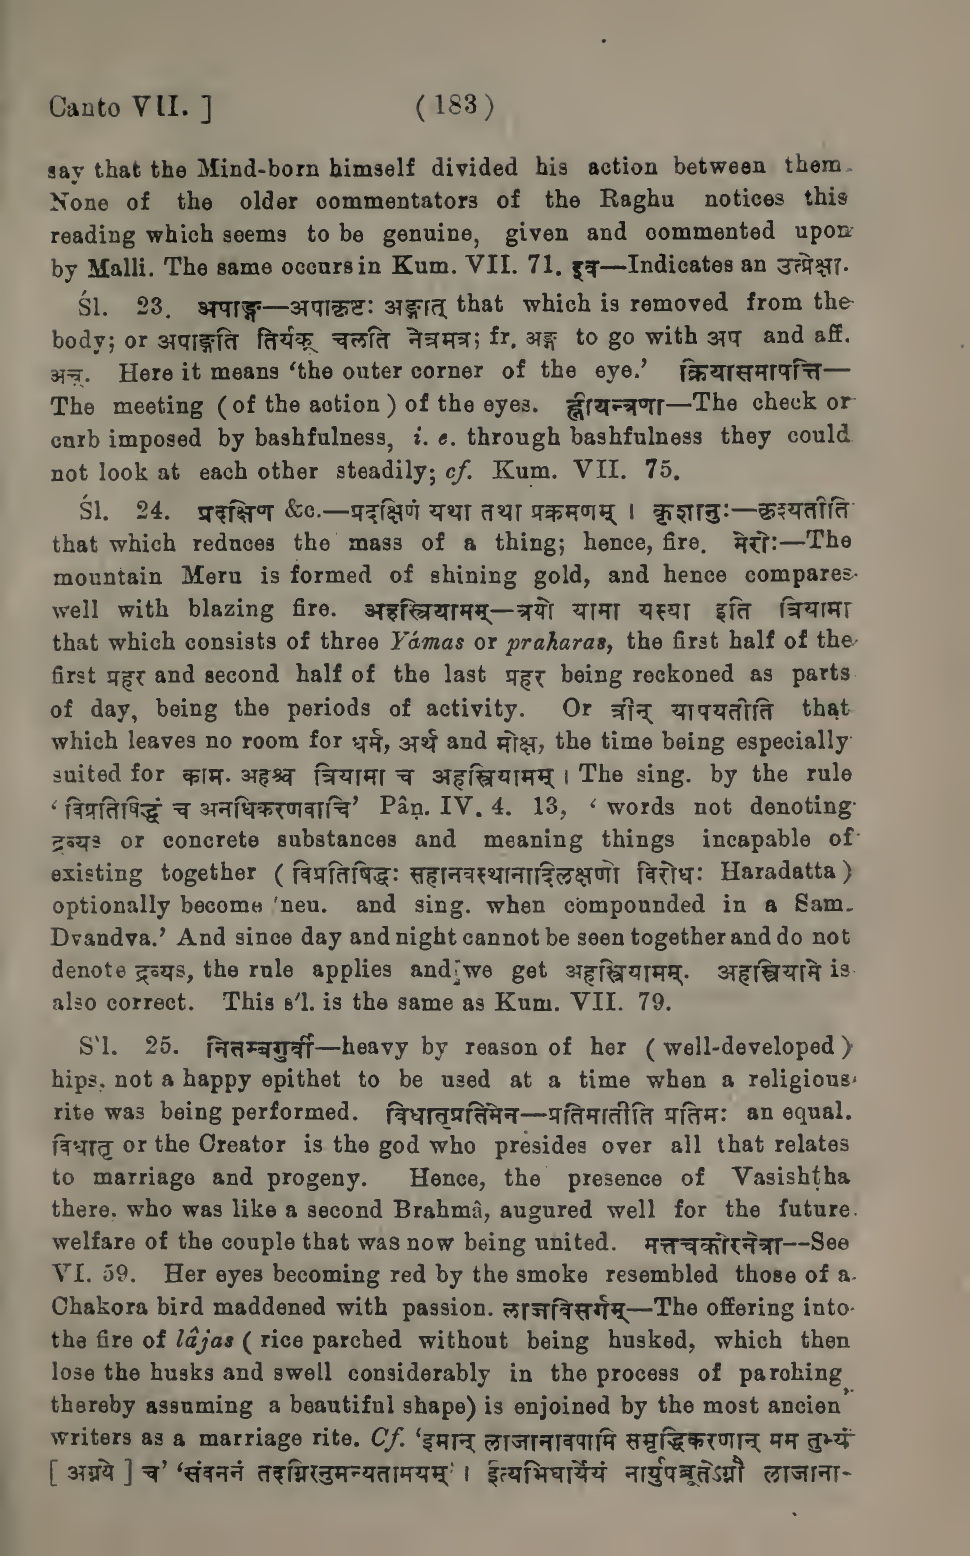 Canto VII. ] ( 183 )
say that the Mind-born himself divided his action between them.
None of the older commentators of the Raghu notices this
reading which seems to be genuine, given and commented upon
by Malli. The same occurs in Kum. VII. 71. इव—Indicates an उत्प्रेक्षा.
Śl. 23. अपाङ्ग—अपाकृष्टः अङ्गात् that which is removed from the
body; or अपाङ्गति तिर्यक् चलति नेत्रमत्र; fr. अङ्ग to go with अप and aff.
अच्. Here it means ‘the outer corner of the eye.’ क्रियासमापत्ति—
The meeting ( of the action ) of the eyes. ह्रीयन्त्रणा—The check or
curb imposed by bashfulness, i. e. through bashfulness they could
not look at each other steadily; cf. Kum. VII. 75.
Śl. 24. प्रदक्षिण &c.—प्रदक्षिणं यथा तथा प्रक्रमणम् । कृशानुः—कृश्यतीति
that which reduces the mass of a thing; hence, fire. मेरोः—The
mountain Meru is formed of shining gold, and hence compares
well with blazing fire. अहस्त्रियामम्—त्रयो यामा यस्या इति त्रियामा
that which consists of three Yámas or praharas, the first half of the
first प्रहर and second half of the last प्रहर being reckoned as parts
of day, being the periods of activity. Or त्रीन् यापयतीति that
which leaves no room for धर्म, अर्थ and मोक्ष, the time being especially
suited for काम. अहश्च त्रियामा च अहस्त्रियामम् । The sing. by the rule
‘ विप्रतिषिद्धं च अनधिकरणवाचि’ Pâṇ. IV. 4. 13, ‘ words not denoting
द्रव्यs or concrete substances and meaning things incapable of
existing together ( विप्रतिषिद्धः सहानवस्थानादिलक्षणो विरोधः Haradatta )
optionally become neu. and sing. when compounded in a Sam.
Dvandva.’ And since day and night cannot be seen together and do not
denote द्रव्यs, the rule applies and we get अहस्त्रियामम्. अहस्त्रियामे is
also correct. This s'l. is the same as Kum. VII. 79.
S'l. 25. नितम्बगुर्वी—heavy by reason of her ( well-developed )
hips, not a happy epithet to be used at a time when a religious
rite was being performed. विधातृप्रतिमेन—प्रतिमातीति प्रतिमः an equal.
विधातृ or the Creator is the god who presides over all that relates
to marriage and progeny. Hence, the presence of Vasishṭha
there, who was like a second Brahmâ, augured well for the future
welfare of the couple that was now being united. मत्तचकोरनेत्रा--See
VI. 59. Her eyes becoming red by the smoke resembled those of a
Chakora bird maddened with passion. लाजविसर्गम्—The offering into
the fire of lâjas ( rice parched without being husked, which then
lose the husks and swell considerably in the process of parching
thereby assuming a beautiful shape) is enjoined by the most ancien
writers as a marriage rite. Cf. ‘इमान् लाजानावपामि समृद्धिकरणान् मम तुभ्यं
[ अग्नये ] च’ ‘संवननं तदग्निरनुमन्यतामयम्’ । इत्यभिघार्येयं नार्युपब्रूतेऽग्नौ लाजाना-